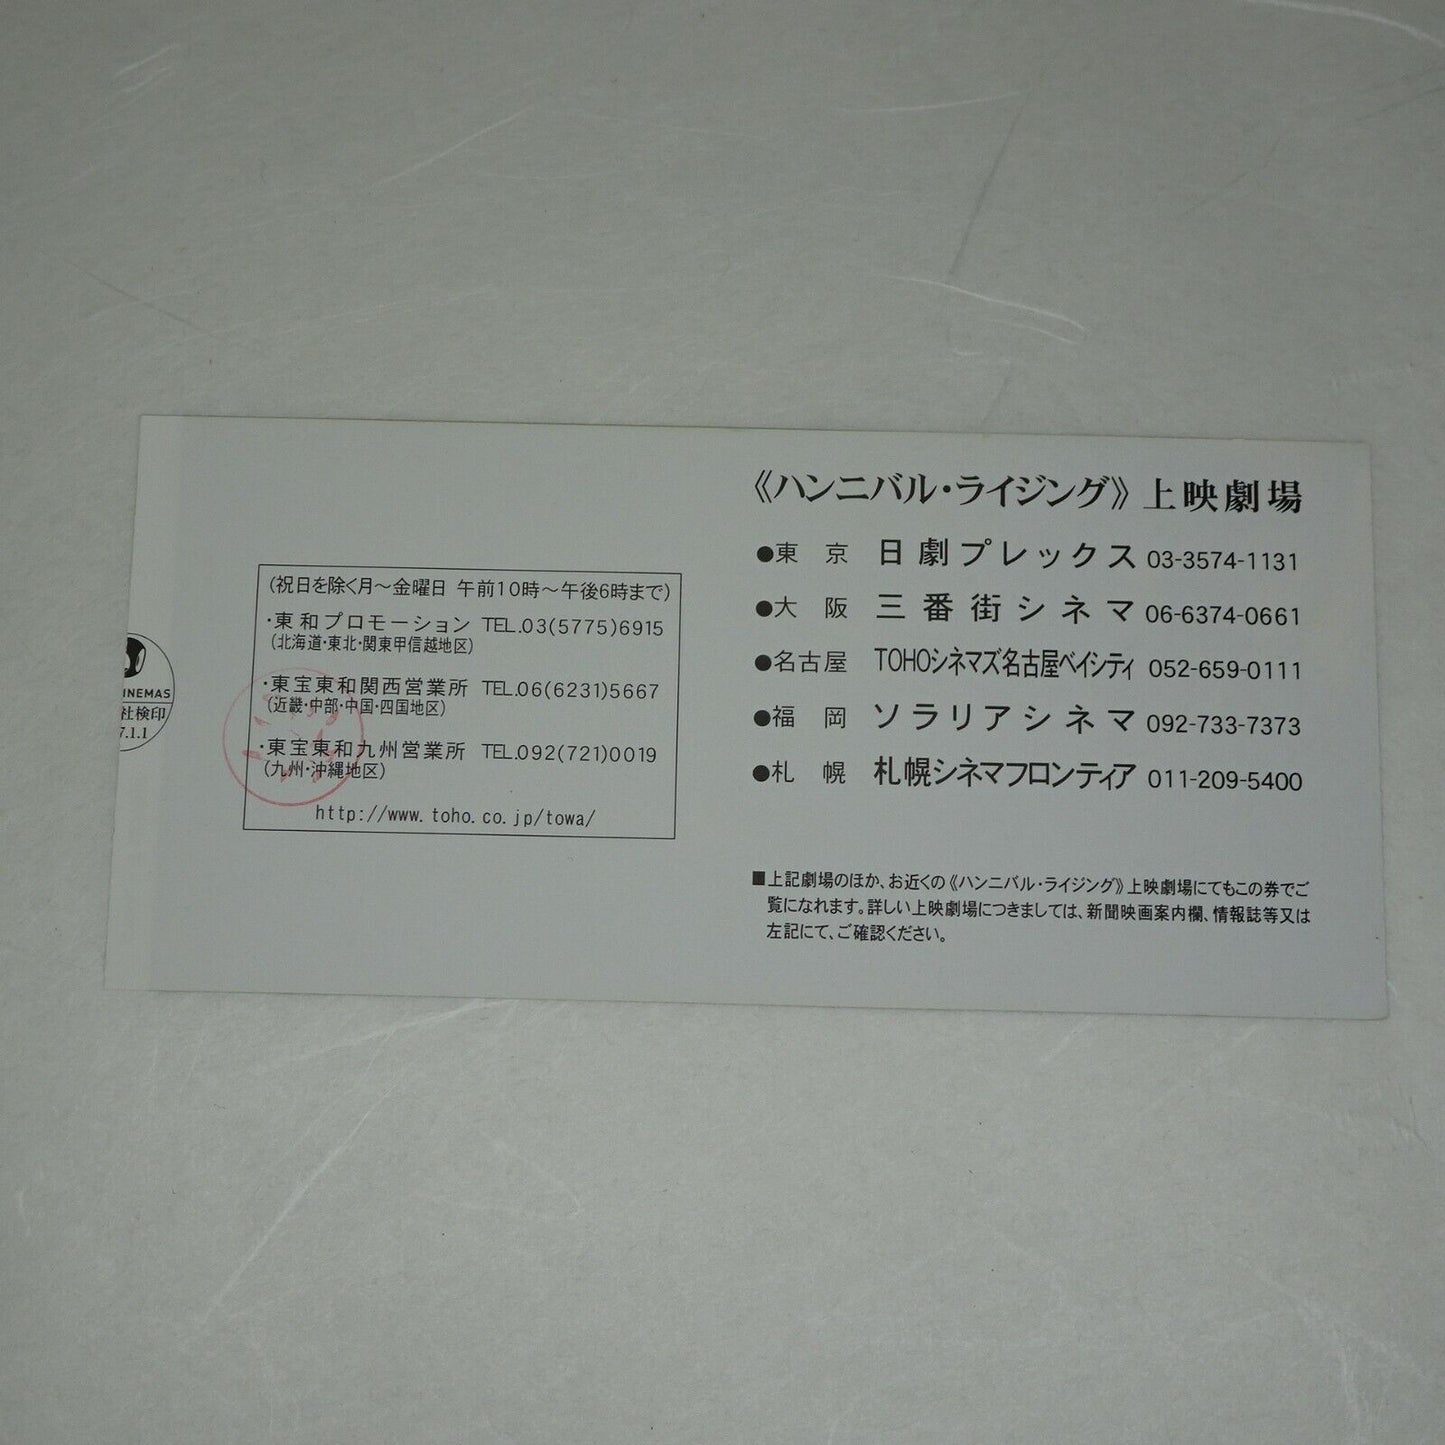 《ハンニバル・ライジング》上映劇場
●東京 日劇プレックス 03-3574-1131
●大阪 三番街シネマ 06-6374-0661
●名古屋 TOHOシネマズ名古屋ベイシティ 052-659-0111
●福岡 ソラリアシネマ 092-733-7373
●札幌 札幌シネマフロンティア 011-209-5400
■上記劇場のほか、お近くの《ハンニバル・ライジング》上映劇場にてもこの券でご
覧になれます。詳しい上映劇場につきましては、新聞映画案内欄、情報誌等又は
左記にて、ご確認ください。
(祝日を除く月〜金曜日 午前10時〜午後6時まで)
・東和プロモーション TEL.03(5775)6915
(北海道・東北・関東甲信越地区)
・東宝東和関西営業所 TEL.06(6231)5667
(近畿・中部・中国・四国地区)
・東宝東和九州営業所 TEL.092(721)0019
(九州・沖縄地区)
http://www.toho.co.jp/towa/
INEMAS
社検印
7.1.1